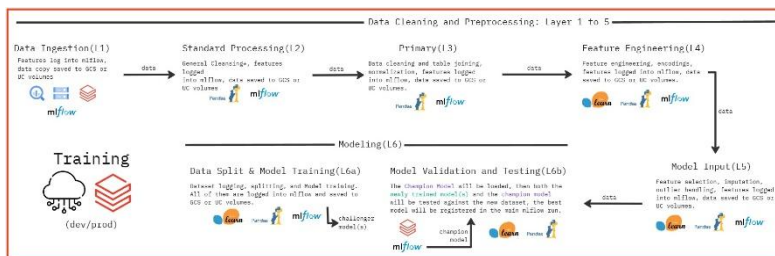 Data Cleaning and Preprocessing: Layer 1 to 5
Data Ingestion(L1)
Features log into mlflow,
data copy saved to GCS or
UC volumes
mlflow
data
Standard Processing(L2)
General Cleaning+, features
logged
into mlflow, data saved to GCS or
UC volumes
Pandas
mlflow
data
Primary(L3)
Data cleaning and table joining,
normalization, features logged
into mlflow, data saved to GCS or
UC volumes.
Pandas
mlflow
data
Feature Engineering(L4)
Feature engineering, encodings,
features logged into mlflow, data
saved to GCS or UC volumes.
learn
Pandas
mlflow
data
Modeling(L6)
Training
(dev/prod)
Data Split & Model Training(L6a)
Dataset logging, splitting, and Model training.
All of them are logged into mlflow and saved to
GCS or UC volumes.
learn
Pandas
mlflow
challenger
model(s)
Model Validation and Testing(L6b)
The Champion Model will be loaded, then both the
newly trained model(s) and the champion model
will be tested against the new dataset, the best
model will be registered in the main mlflow run.
mlflow
champion
model
learn
Pandas
data
Model Input(L5)
Feature selection, imputation,
outlier handling, features logged
into mlflow, data saved to GCS or
UC volumes.
learn
Pandas
mlflow